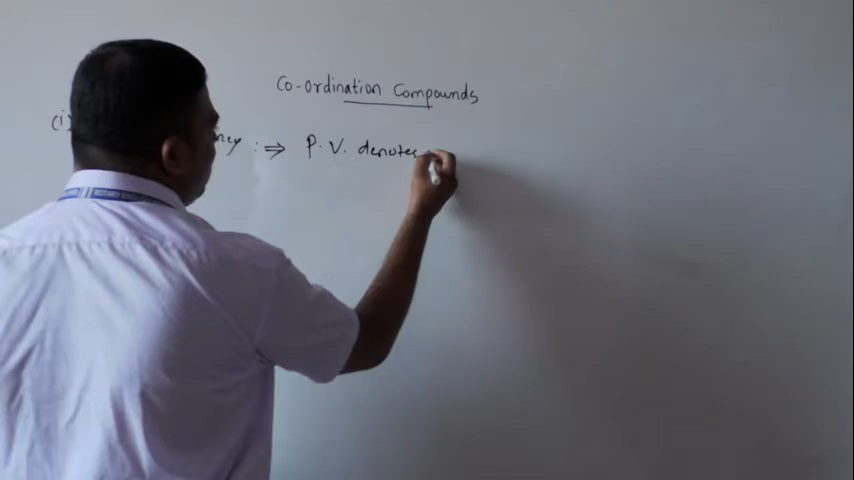 Co-ordination Compounds
(i) ncy :⇒ P.V. denotes